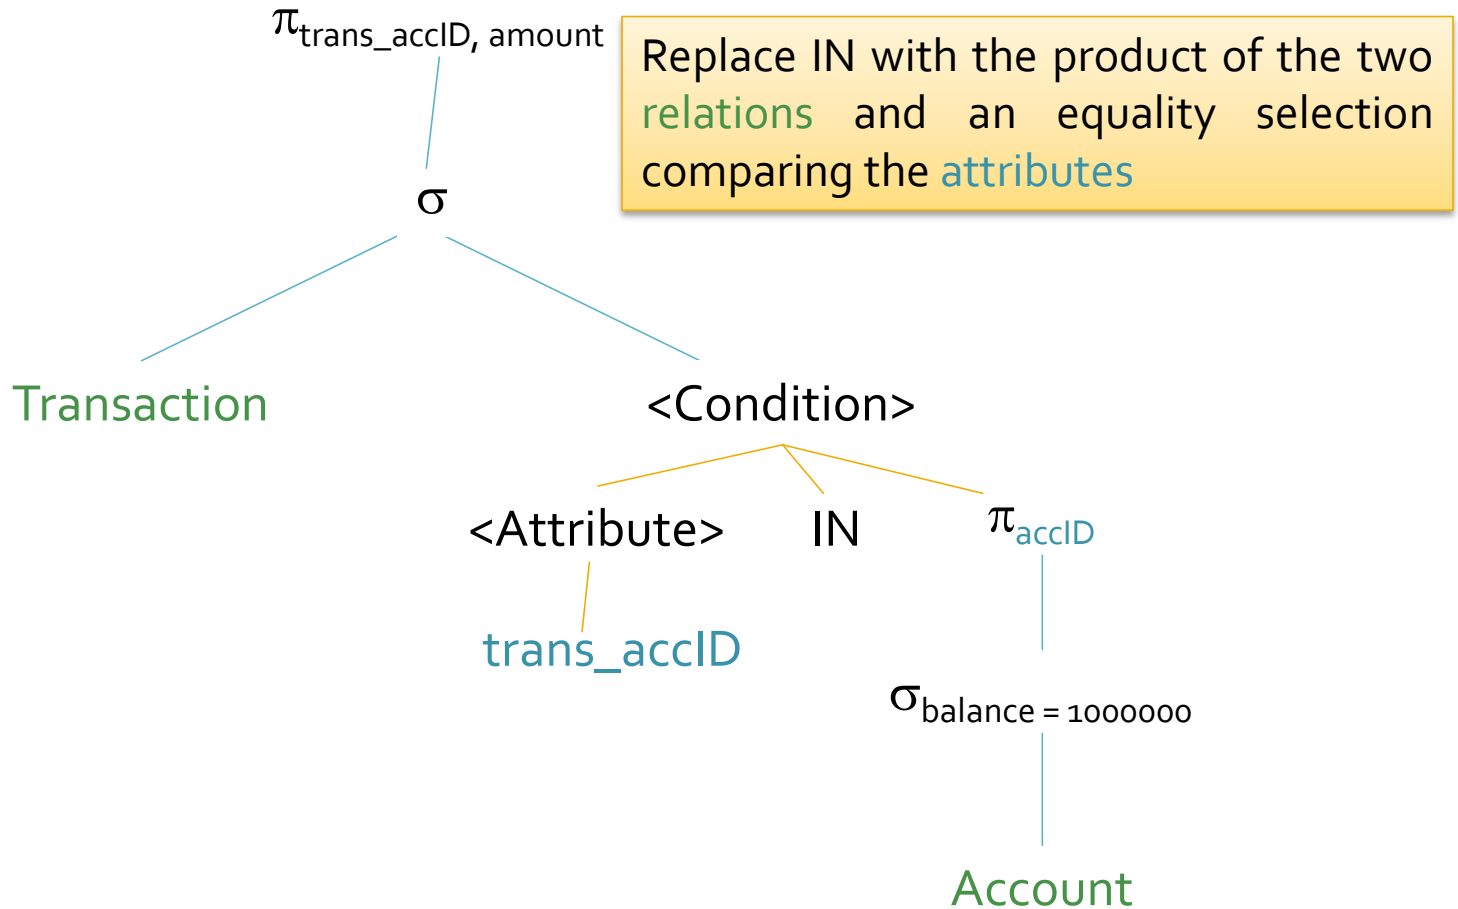 πtrans_accID, amount
Replace IN with the product of the two
relations and an equality selection
comparing the attributes
σ
Transaction
<Condition>
<Attribute> IN πaccID
trans_accID
σbalance = 1000000
Account